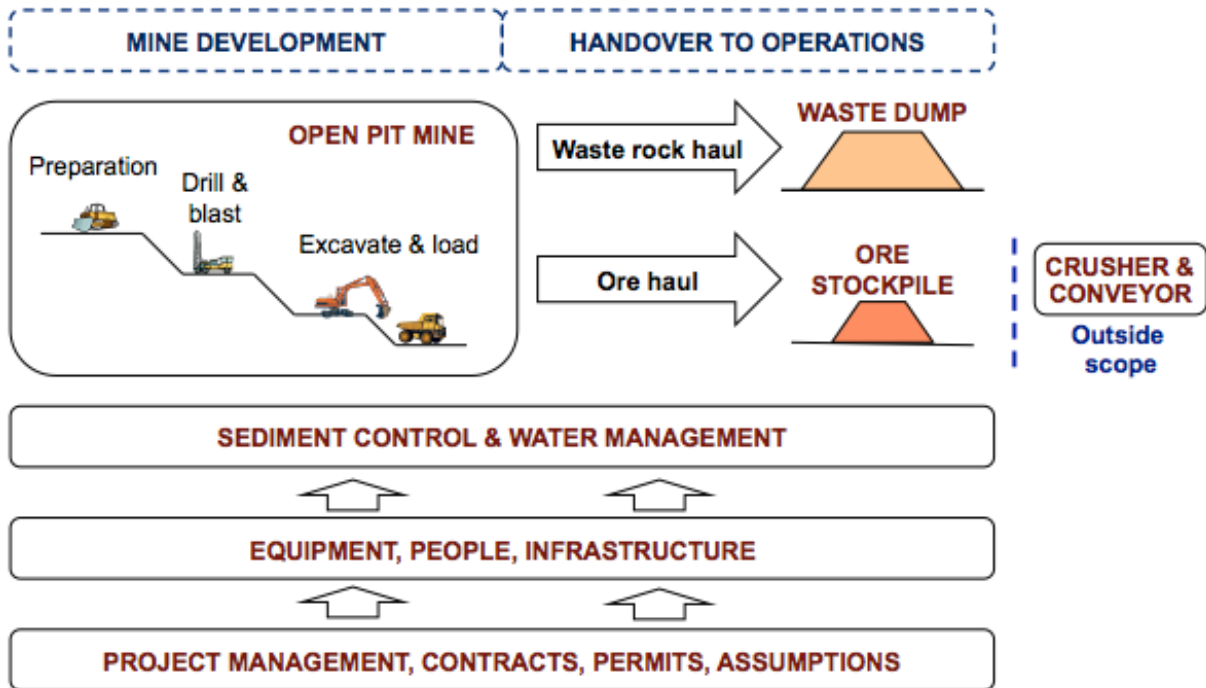 MINE DEVELOPMENT
HANDOVER TO OPERATIONS
OPEN PIT MINE
Preparation
Drill &
blast
Excavate & load
Waste rock haul
WASTE DUMP
Ore haul
ORE
STOCKPILE
CRUSHER &
CONVEYOR
Outside
scope
SEDIMENT CONTROL & WATER MANAGEMENT
EQUIPMENT, PEOPLE, INFRASTRUCTURE
PROJECT MANAGEMENT, CONTRACTS, PERMITS, ASSUMPTIONS